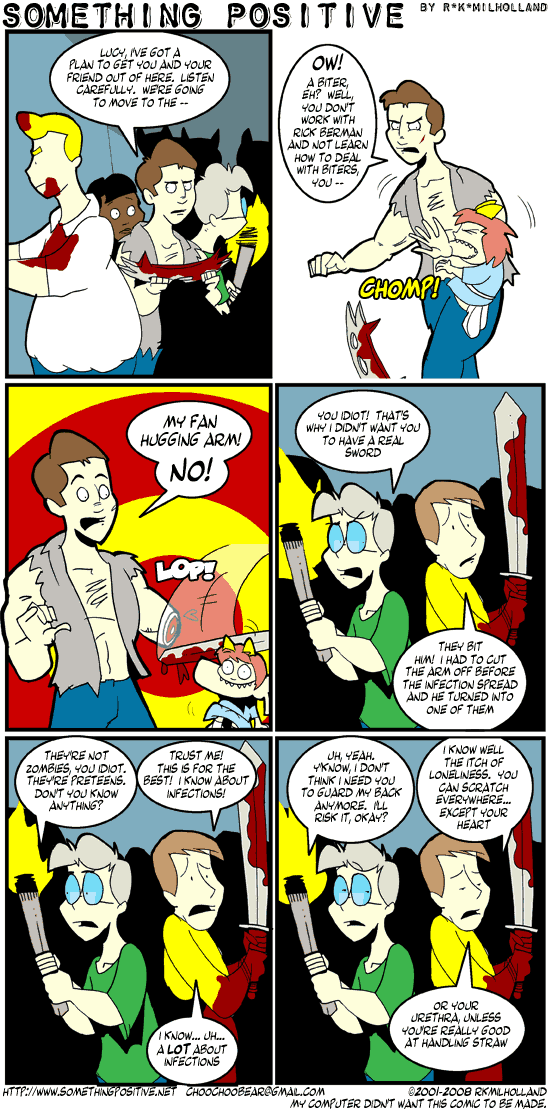 SOMETHING POSITIVE
BY R*K*MILHOLLAND
LUCY, I'VE GOT A
PLAN TO GET YOU AND YOUR
FRIEND OUT OF HERE. LISTEN
CAREFULLY. WE'RE GOING
TO MOVE TO THE --
OW!
A BITER,
EH? WELL,
YOU DON'T
WORK WITH
RICK BERMAN
AND NOT LEARN
HOW TO DEAL
WITH BITERS,
YOU --
CHOMP!
MY FAN
HUGGING ARM!
NO!
LOP!
YOU IDIOT! THAT'S
WHY I DIDN'T WANT YOU
TO HAVE A REAL
SWORD
THEY BIT
HIM! I HAD TO CUT
THE ARM OFF BEFORE
THE INFECTION SPREAD
AND HE TURNED INTO
ONE OF THEM
THEY'RE NOT
ZOMBIES, YOU IDIOT.
THEY'RE PRETEENS.
DON'T YOU KNOW
ANYTHING?
TRUST ME!
THIS IS FOR THE
BEST! I KNOW ABOUT
INFECTIONS!
I KNOW... UH...
A LOT ABOUT
INFECTIONS
UH, YEAH.
Y'KNOW, I DON'T
THINK I NEED YOU
TO GUARD MY BACK
ANYMORE. I'LL
RISK IT, OKAY?
I KNOW WELL
THE ITCH OF
LONELINESS. YOU
CAN SCRATCH
EVERYWHERE...
EXCEPT YOUR
HEART
OR YOUR
URETHRA, UNLESS
YOU'RE REALLY GOOD
AT HANDLING STRAW
HTTP://WWW.SOMETHINGPOSITIVE.NET CHOOCHOOBEAR@GMAIL.COM
©2001-2008 RKMILHOLLAND
MY COMPUTER DIDN'T WANT THIS COMIC TO BE MADE.